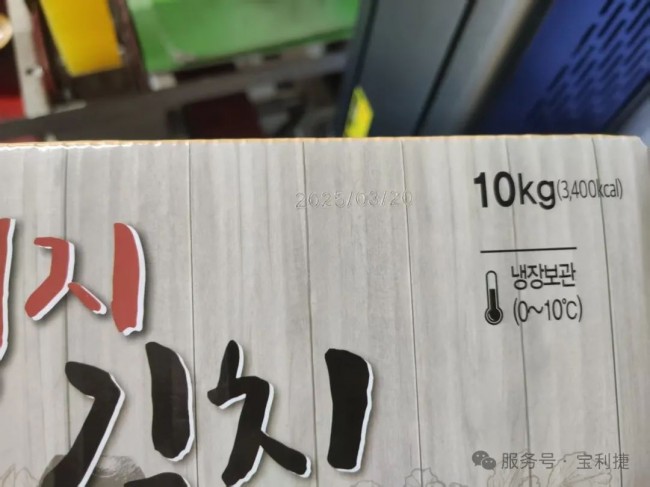 2025/03/20
10kg(3,400kcal)
냉장보관
(0~10℃)
지
김치
服务号 · 宝利捷